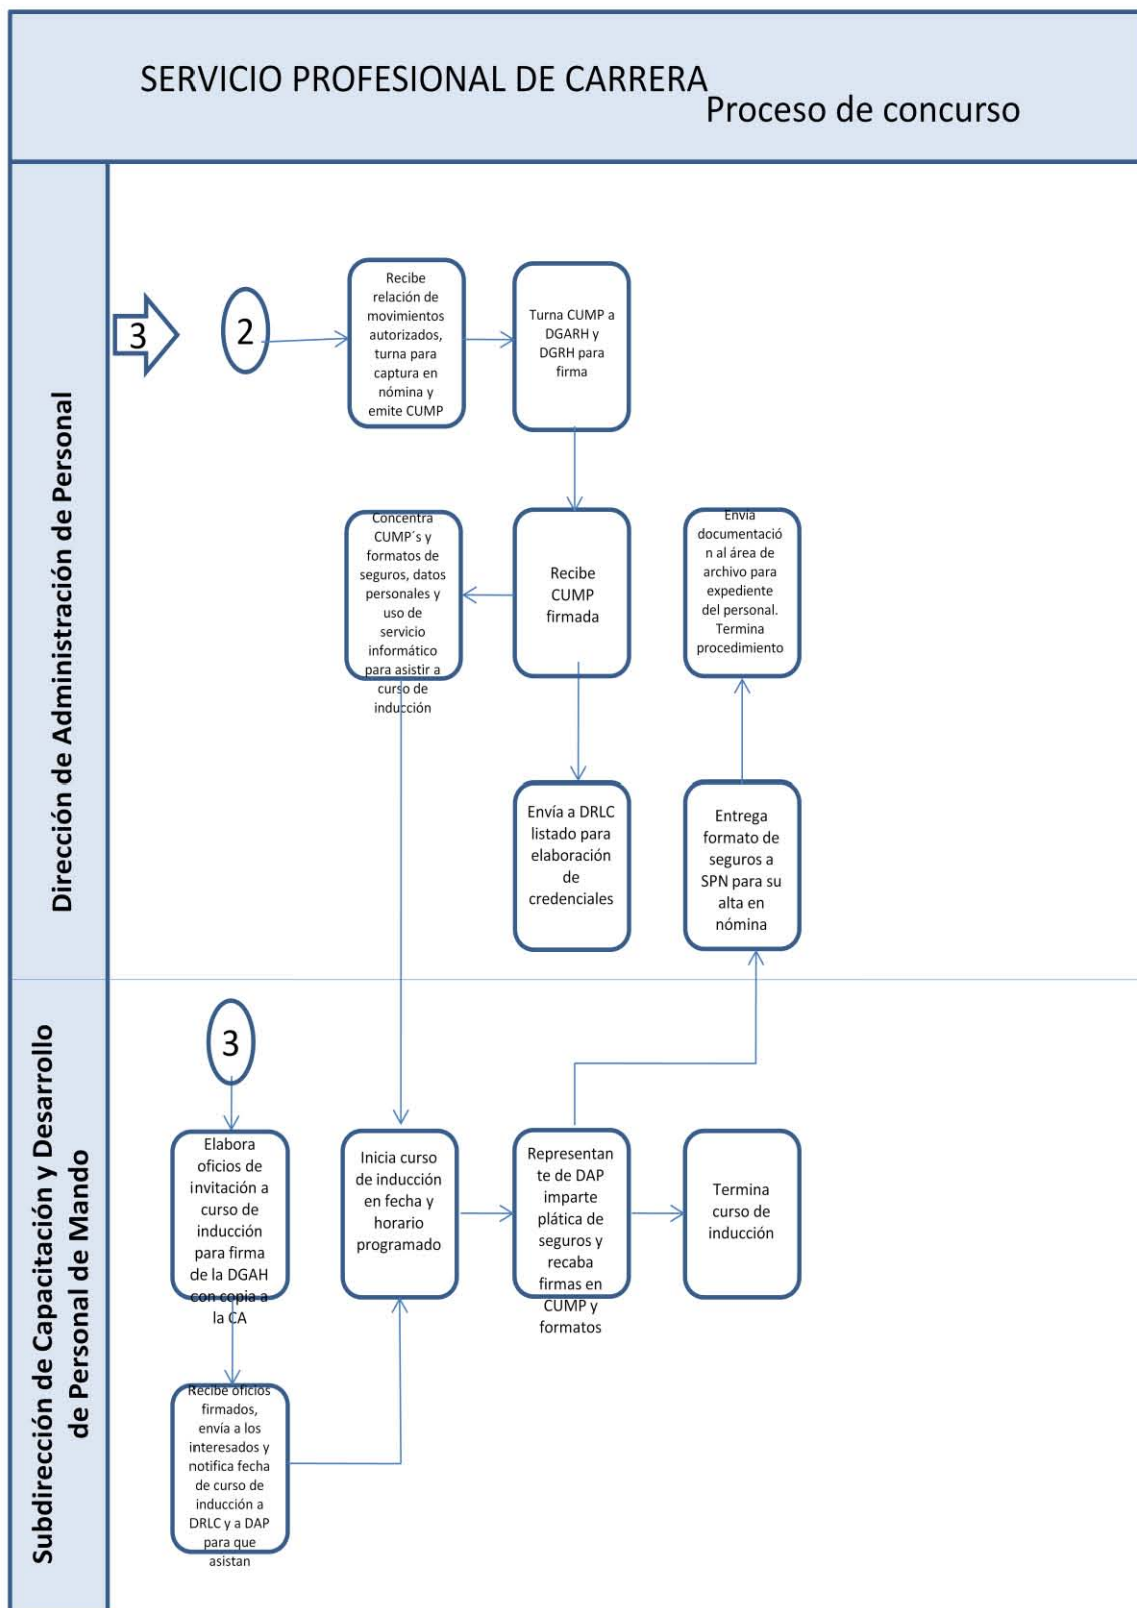 SERVICIO PROFESIONAL DE CARRERA
Proceso de concurso
Dirección de Administración de Personal
3
2
Recibe
relación de
movimientos
autorizados,
turna para
captura en
nómina y
emite CUMP
Turna CUMP a
DGARH y
DGRH para
firma
Concentra
CUMP´s y
formatos de
seguros, datos
personales y
uso de
servicio
informático
para asistir a
curso de
inducción
Recibe
CUMP
firmada
Envía
documentació
n al área de
archivo para
expediente
del personal.
Termina
procedimiento
Envía a DRLC
listado para
elaboración
de
credenciales
Entrega
formato de
seguros a
SPN para su
alta en
nómina
Subdirección de Capacitación y Desarrollo
de Personal de Mando
3
Elabora
oficios de
invitación a
curso de
inducción
para firma
de la DGAH
con copia a
la CA
Inicia curso
de inducción
en fecha y
horario
programado
Representan
te de DAP
imparte
plática de
seguros y
recaba
firmas en
CUMP y
formatos
Termina
curso de
inducción
Recibe oficios
firmados,
envía a los
interesados y
notifica fecha
de curso de
inducción a
DRLC y a DAP
para que
asistan